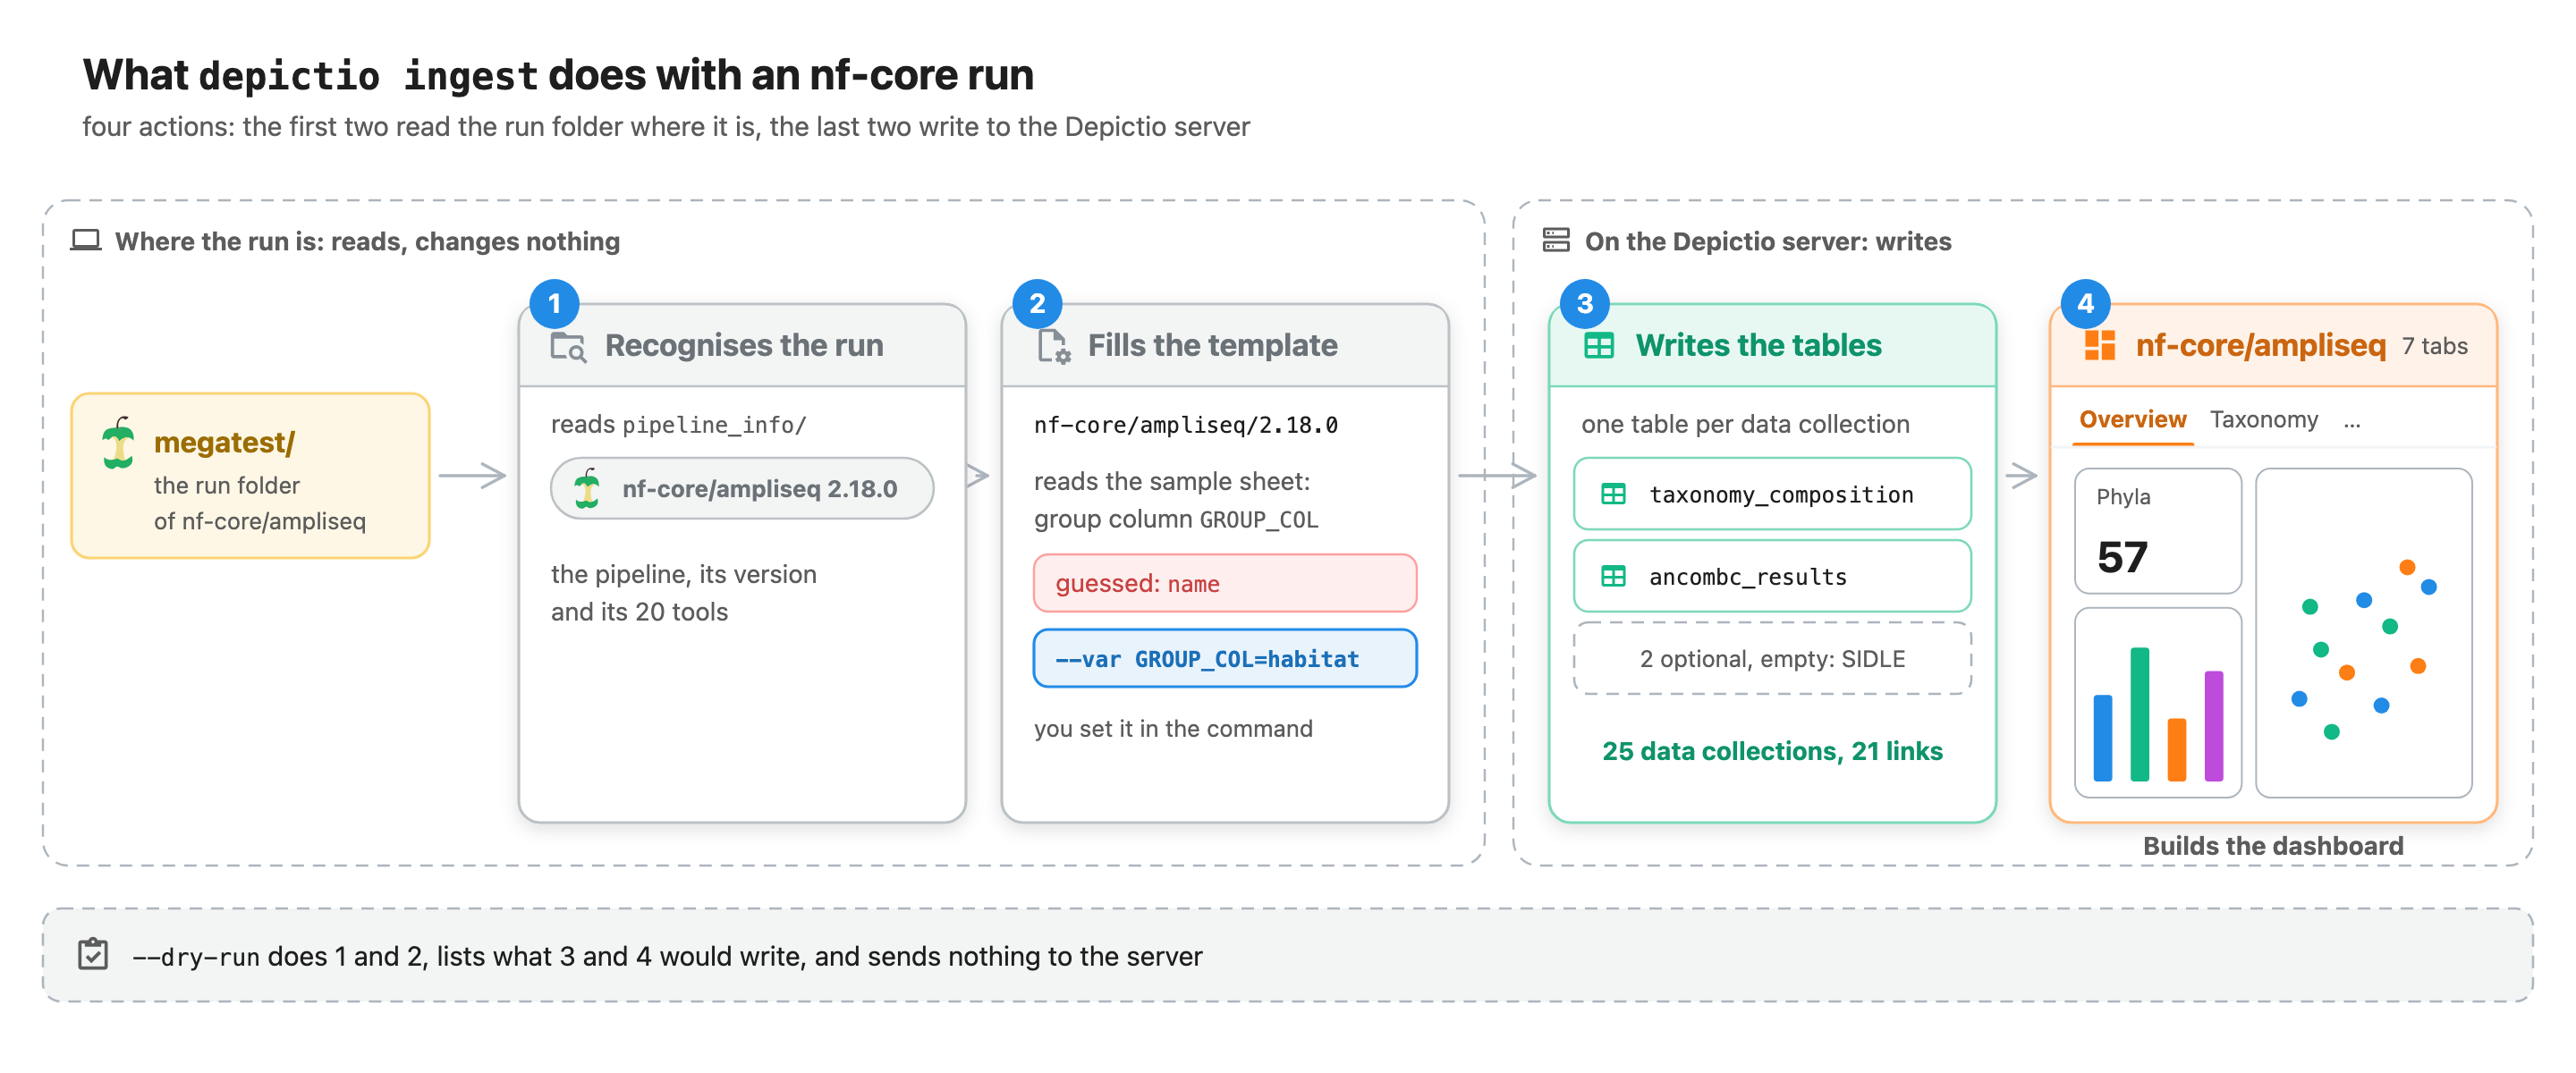 What depictio ingest does with an nf-core run
four actions: the first two read the run folder where it is, the last two write to the Depictio server
Where the run is: reads, changes nothing
megatest/
the run folder
of nf-core/ampliseq
1
Recognises the run
reads pipeline_info/
nf-core/ampliseq 2.18.0
the pipeline, its version
and its 20 tools
2
Fills the template
nf-core/ampliseq/2.18.0
reads the sample sheet:
group column GROUP_COL
guessed: name
--var GROUP_COL=habitat
you set it in the command
On the Depictio server: writes
3
Writes the tables
one table per data collection
taxonomy_composition
ancombc_results
2 optional, empty: SIDLE
25 data collections, 21 links
4
nf-core/ampliseq 7 tabs
Overview Taxonomy ...
Phyla
57
Builds the dashboard
--dry-run does 1 and 2, lists what 3 and 4 would write, and sends nothing to the server